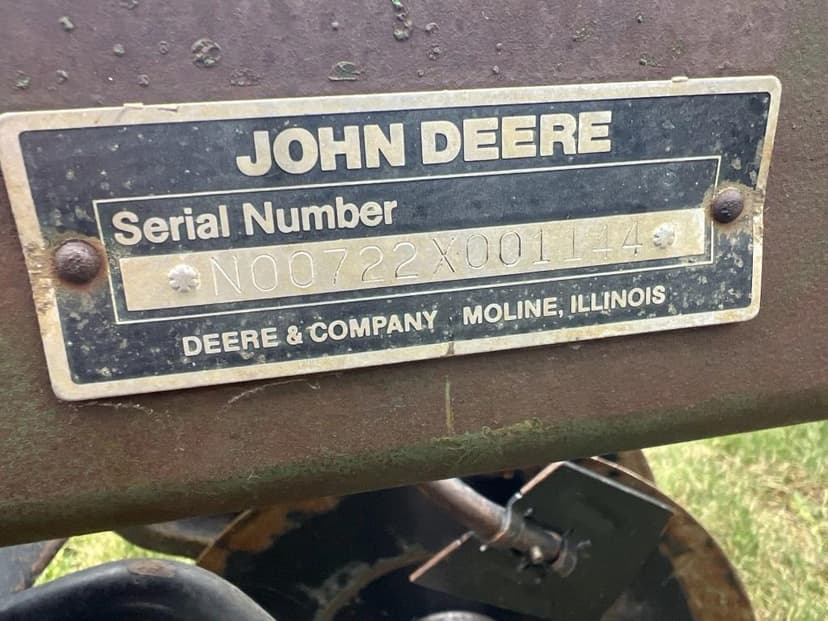 JOHN DEERE
Serial Number
*N00722X001144*
DEERE & COMPANY MOLINE, ILLINOIS